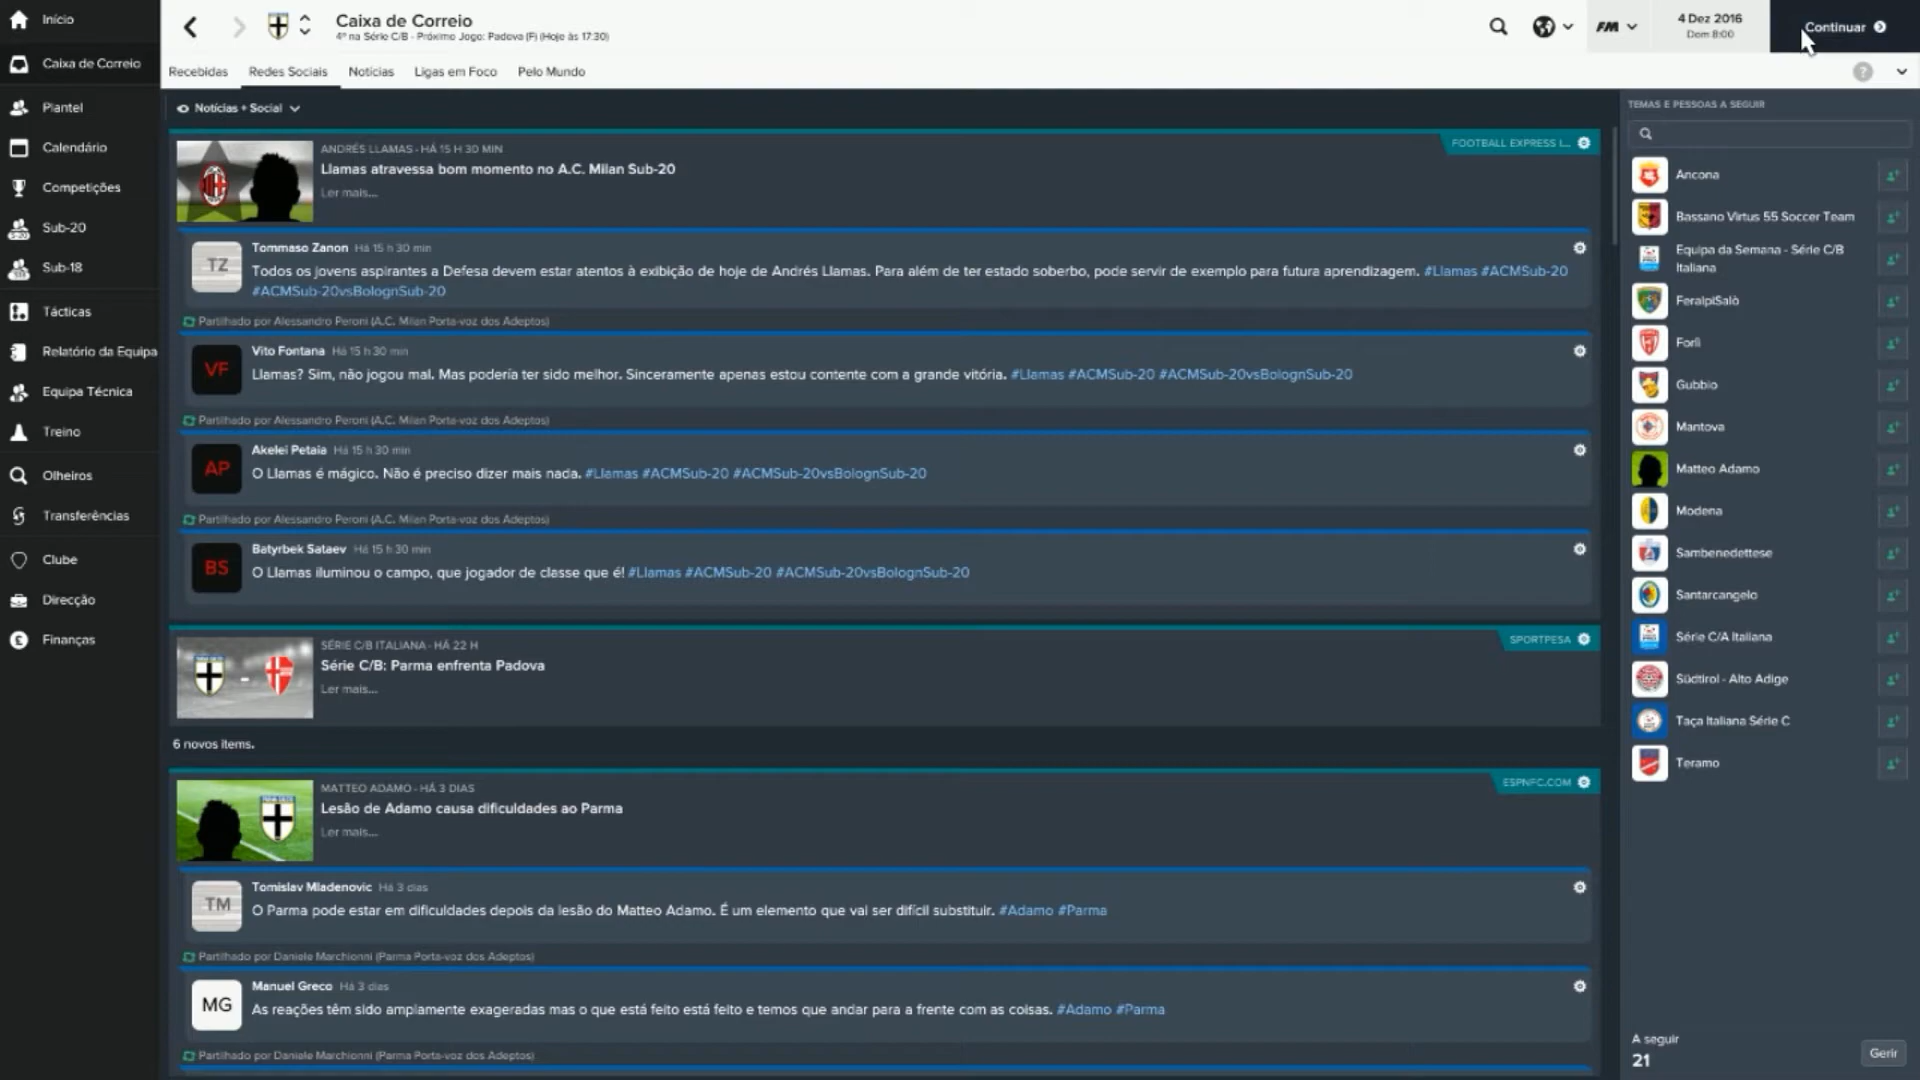 Início
Caixa de Correio
Plantel
Calendário
Competições
Sub-20
Sub-18
Tácticas
Relatório da Equipa
Equipa Técnica
Treino
Olheiros
Transferências
Clube
Direcção
Finanças
Caixa de Correio
4º na Série C/B - Próximo Jogo: Padova (F) (Hoje às 17:30)
FM
4 Dez 2016
Dom 8:00
Continuar
Recebidas Redes Sociais Notícias Ligas em Foco Pelo Mundo
Notícias + Social
ANDRÉS LLAMAS - HÁ 15 H 30 MIN
FOOTBALL EXPRESS I...
Llamas atravessa bom momento no A.C. Milan Sub-20
Ler mais...
TZ
Tommaso Zanon Há 15 h 30 min
Todos os jovens aspirantes a Defesa devem estar atentos à exibição de hoje de Andrés Llamas. Para além de ter estado soberbo, pode servir de exemplo para futura aprendizagem. #Llamas #ACMSub-20
#ACMSub-20vsBolognSub-20
Partilhado por Alessandro Peroni (A.C. Milan Porta-voz dos Adeptos)
VF
Vito Fontana Há 15 h 30 min
Llamas? Sim, não jogou mal. Mas poderia ter sido melhor. Sinceramente apenas estou contente com a grande vitória. #Llamas #ACMSub-20 #ACMSub-20vsBolognSub-20
Partilhado por Alessandro Peroni (A.C. Milan Porta-voz dos Adeptos)
AP
Akelei Petaia Há 15 h 30 min
O Llamas é mágico. Não é preciso dizer mais nada. #Llamas #ACMSub-20 #ACMSub-20vsBolognSub-20
Partilhado por Alessandro Peroni (A.C. Milan Porta-voz dos Adeptos)
BS
Batyrbek Sataev Há 15 h 30 min
O Llamas iluminou o campo, que jogador de classe que é! #Llamas #ACMSub-20 #ACMSub-20vsBolognSub-20
SÉRIE C/B ITALIANA - HÁ 22 H
SPORTPESA
Série C/B: Parma enfrenta Padova
Ler mais...
6 novos items.
MATTEO ADAMO - HÁ 3 DIAS
ESPNFC.COM
Lesão de Adamo causa dificuldades ao Parma
Ler mais...
TM
Tomislav Mladenovic Há 3 dias
O Parma pode estar em dificuldades depois da lesão do Matteo Adamo. É um elemento que vai ser difícil substituir. #Adamo #Parma
Partilhado por Daniele Marchionni (Parma Porta-voz dos Adeptos)
MG
Manuel Greco Há 3 dias
As reações têm sido amplamente exageradas mas o que está feito está feito e temos que andar para a frente com as coisas. #Adamo #Parma
Partilhado por Daniele Marchionni (Parma Porta-voz dos Adeptos)
TEMAS E PESSOAS A SEGUIR
Ancona
Bassano Virtus 55 Soccer Team
Equipa da Semana - Série C/B
Italiana
FeralpiSalò
Forlì
Gubbio
Mantova
Matteo Adamo
Modena
Sambenedettese
Santarcangelo
Série C/A Italiana
Südtirol - Alto Adige
Taça Italiana Série C
Teramo
A seguir
21
Gerir